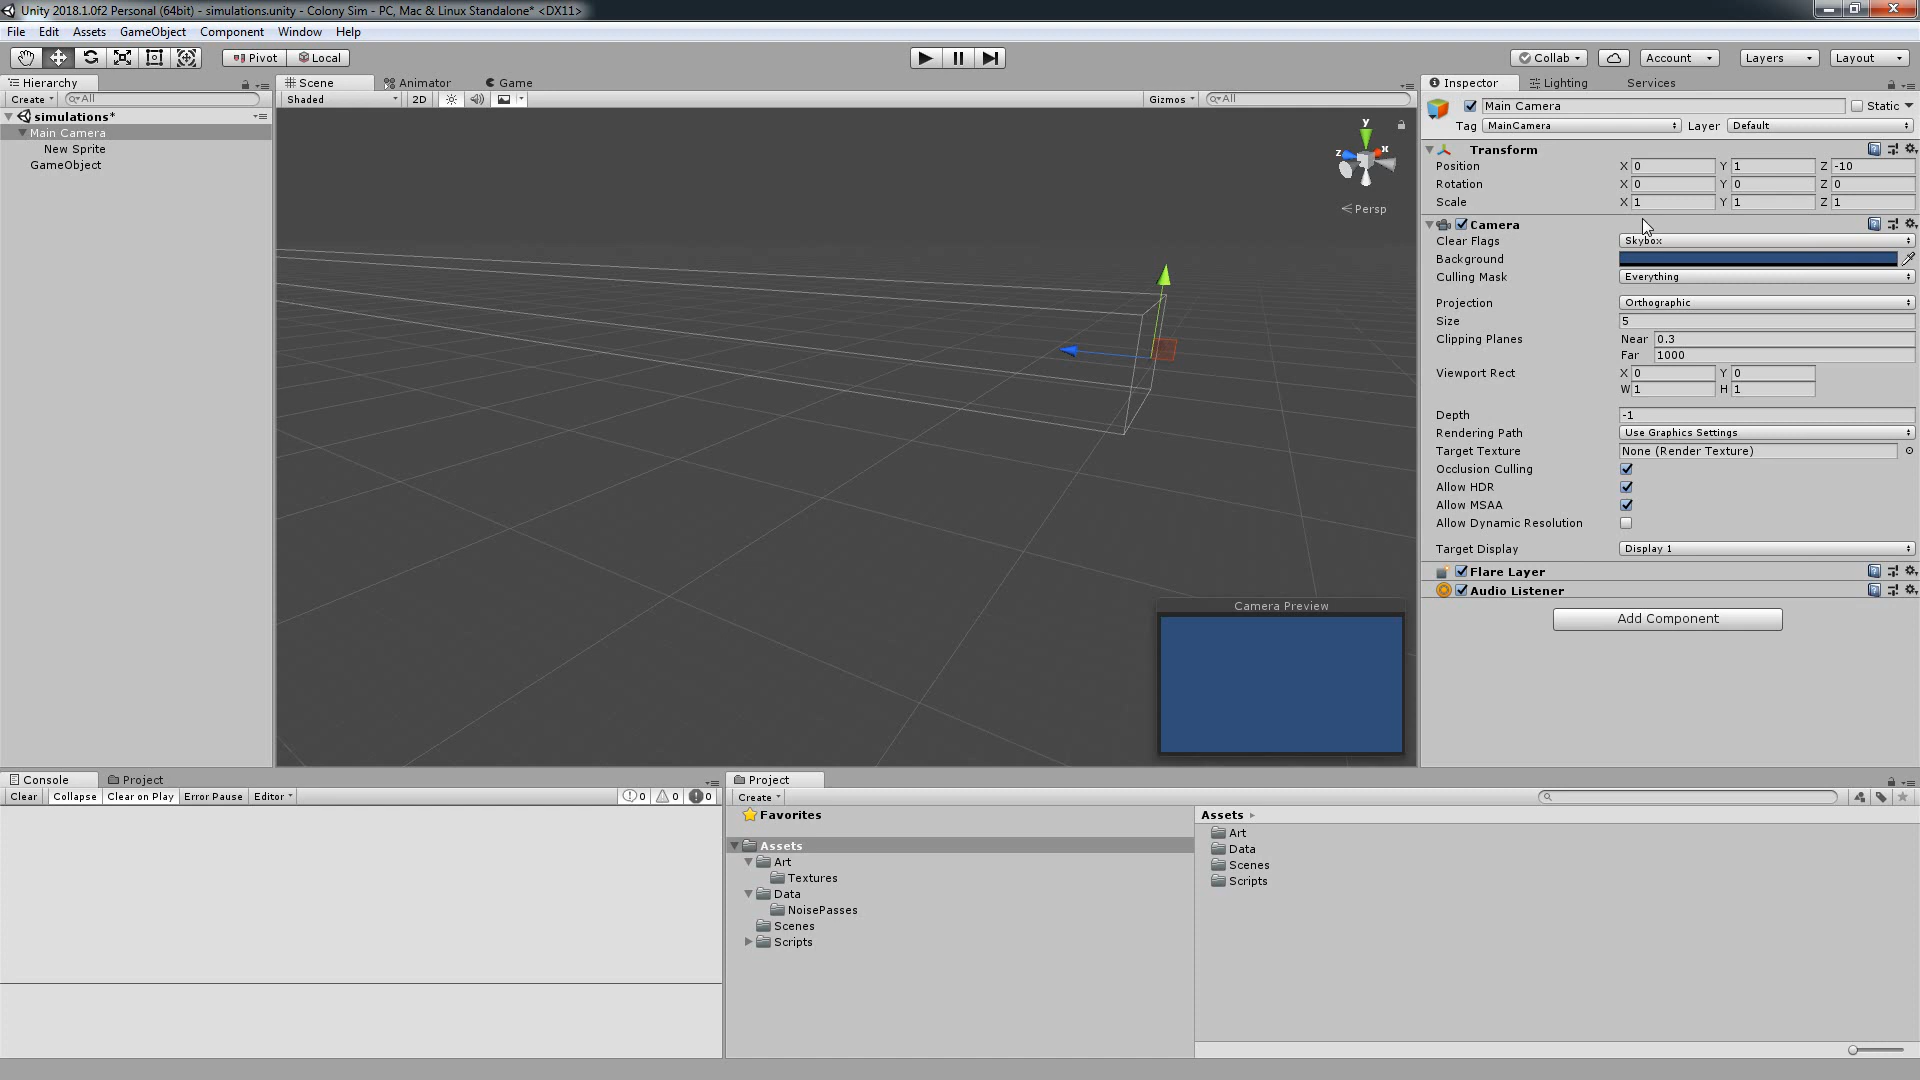 Unity 2018.1.0f2 Personal (64bit) - simulations.unity - Colony Sim - PC, Mac & Linux Standalone* <DX11>
File Edit Assets GameObject Component Window Help
Pivot Local Collab Account Layers Layout
Hierarchy
Create All
simulations*
Main Camera
New Sprite
GameObject
Scene Animator Game
Shaded 2D Gizmos All
y
z x
Persp
Camera Preview
Inspector Lighting Services
Main Camera Static
Tag MainCamera Layer Default
Transform
Position X 0 Y 1 Z -10
Rotation X 0 Y 0 Z 0
Scale X 1 Y 1 Z 1
Camera
Clear Flags Skybox
Background
Culling Mask Everything
Projection Orthographic
Size 5
Clipping Planes Near 0.3
Far 1000
Viewport Rect X 0 Y 0
W 1 H 1
Depth -1
Rendering Path Use Graphics Settings
Target Texture None (Render Texture)
Occlusion Culling
Allow HDR
Allow MSAA
Allow Dynamic Resolution
Target Display Display 1
Flare Layer
Audio Listener
Add Component
Console Project
Clear Collapse Clear on Play Error Pause Editor 0 0 0
Project
Create
Favorites
Assets
Art
Textures
Data
NoisePasses
Scenes
Scripts
Assets
Art
Data
Scenes
Scripts